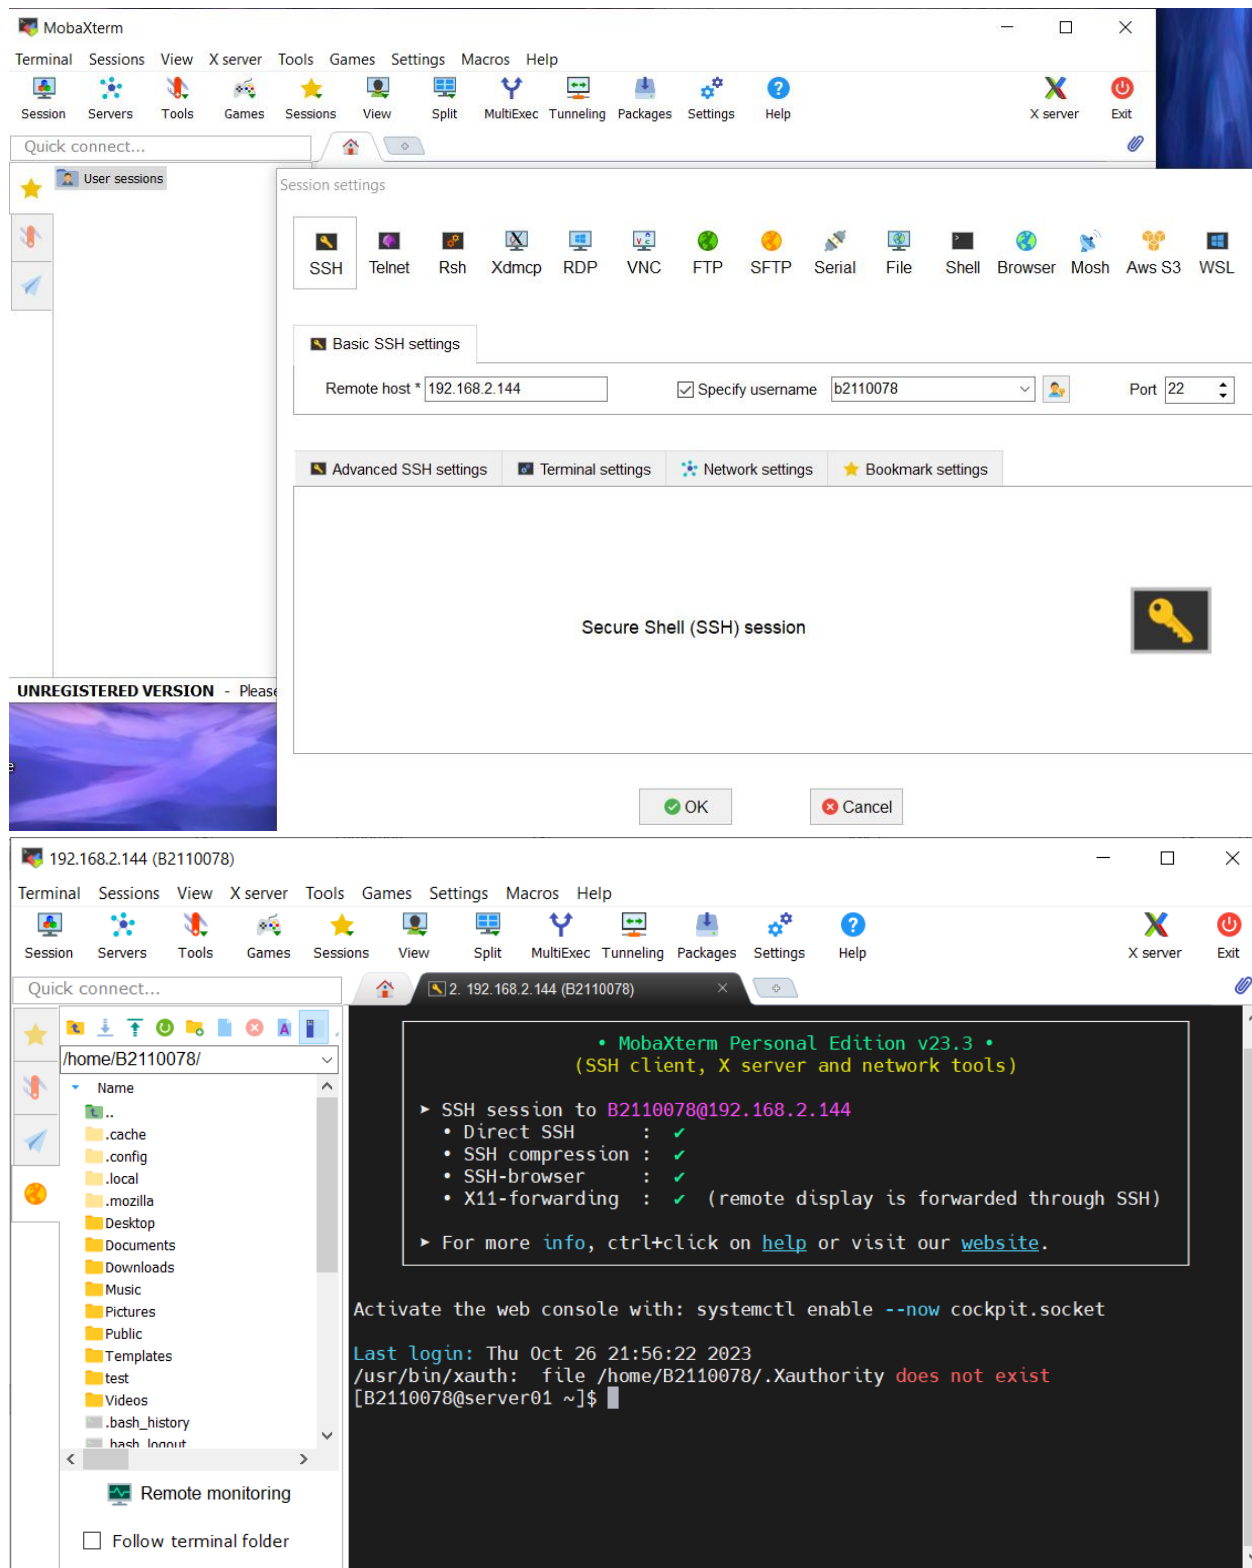 MobaXterm
Terminal Sessions View X server Tools Games Settings Macros Help
Session Servers Tools Games Sessions View Split MultiExec Tunneling Packages Settings Help X server Exit
Quick connect...
User sessions
Session settings
SSH Telnet Rsh Xdmcp RDP VNC FTP SFTP Serial File Shell Browser Mosh Aws S3 WSL
Basic SSH settings
Remote host * 192.168.2.144 Specify username b2110078 Port 22
Advanced SSH settings Terminal settings Network settings Bookmark settings
Secure Shell (SSH) session
UNREGISTERED VERSION - Please
OK Cancel
192.168.2.144 (B2110078)
Terminal Sessions View X server Tools Games Settings Macros Help
Session Servers Tools Games Sessions View Split MultiExec Tunneling Packages Settings Help X server Exit
Quick connect...
2. 192.168.2.144 (B2110078)
/home/B2110078/
Name
..
.cache
.config
.local
.mozilla
Desktop
Documents
Downloads
Music
Pictures
Public
Templates
test
Videos
.bash_history
.bash_logout
Remote monitoring
Follow terminal folder
• MobaXterm Personal Edition v23.3 •
(SSH client, X server and network tools)
➤ SSH session to B2110078@192.168.2.144
• Direct SSH : ✔
• SSH compression : ✔
• SSH-browser : ✔
• X11-forwarding : ✔ (remote display is forwarded through SSH)
➤ For more info, ctrl+click on help or visit our website.
Activate the web console with: systemctl enable --now cockpit.socket
Last login: Thu Oct 26 21:56:22 2023
/usr/bin/xauth: file /home/B2110078/.Xauthority does not exist
[B2110078@server01 ~]$